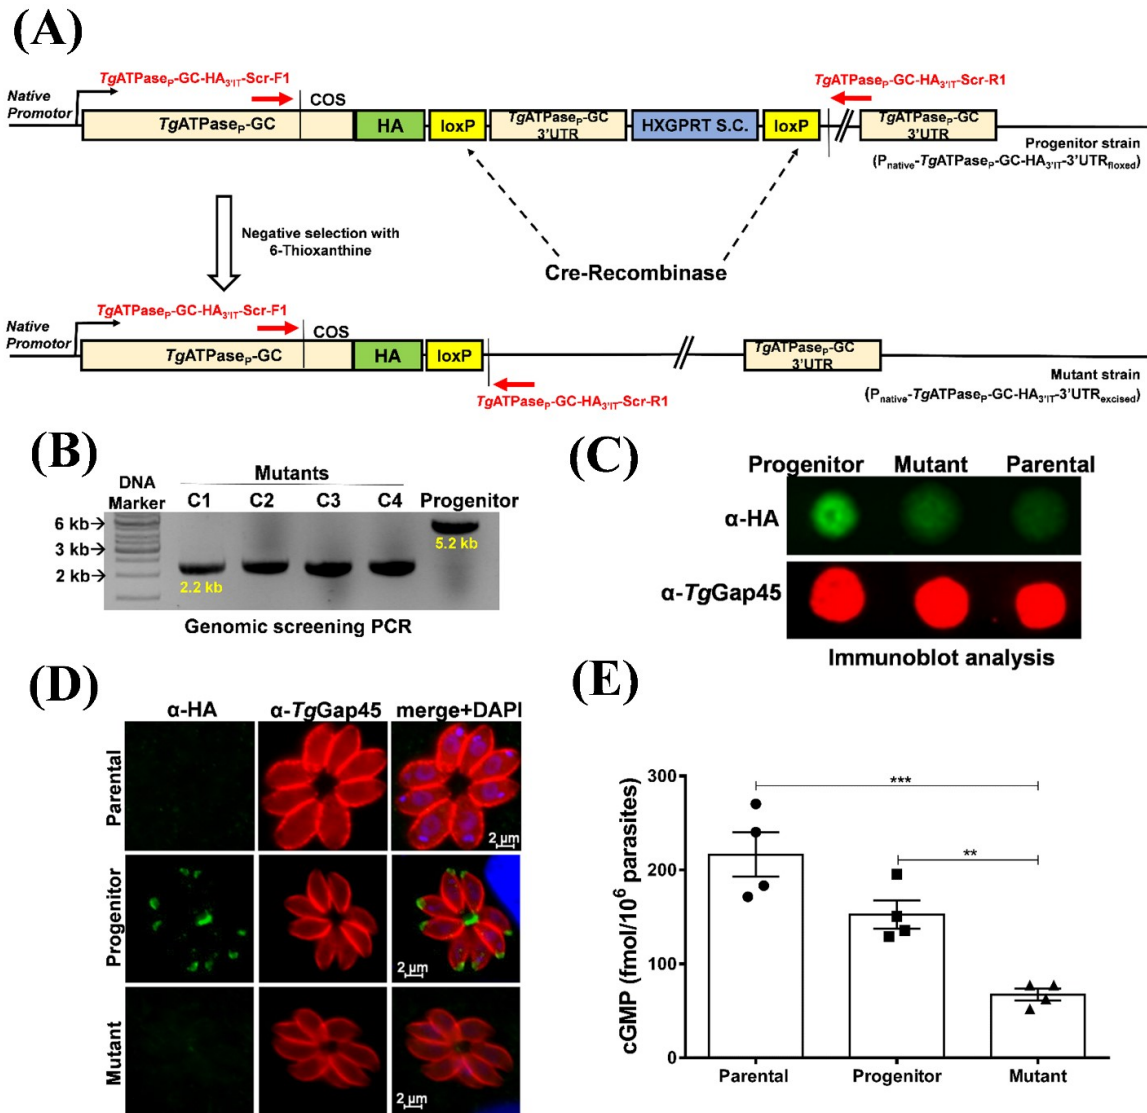 (A)
TgATPaseP-GC-HA3'IT-Scr-F1
TgATPaseP-GC-HA3'IT-Scr-R1
Native
Promotor
COS
TgATPaseP-GC
HA
loxP
TgATPaseP-GC
3'UTR
HXGPRT S.C.
loxP
TgATPaseP-GC
3'UTR
Progenitor strain
(Pnative-TgATPaseP-GC-HA3'IT-3'UTRfloxed)
Negative selection with
6-Thioxanthine
Cre-Recombinase
TgATPaseP-GC-HA3'IT-Scr-F1
Native
Promotor
COS
TgATPaseP-GC
HA
loxP
TgATPaseP-GC
3'UTR
TgATPaseP-GC-HA3'IT-Scr-R1
Mutant strain
(Pnative-TgATPaseP-GC-HA3'IT-3'UTRexcised)
(B)
DNA
Marker
Mutants
C1 C2 C3 C4 Progenitor
6 kb→
3 kb→
2 kb→
2.2 kb
5.2 kb
Genomic screening PCR
(C)
Progenitor Mutant Parental
α-HA
α-TgGap45
Immunoblot analysis
(D)
α-HA α-TgGap45 merge+DAPI
Parental
2 µm
Progenitor
2 µm
2 µm
Mutant
2 µm
(E)
cGMP (fmol/10⁶ parasites)
300
200
100
0
***
**
Parental Progenitor Mutant